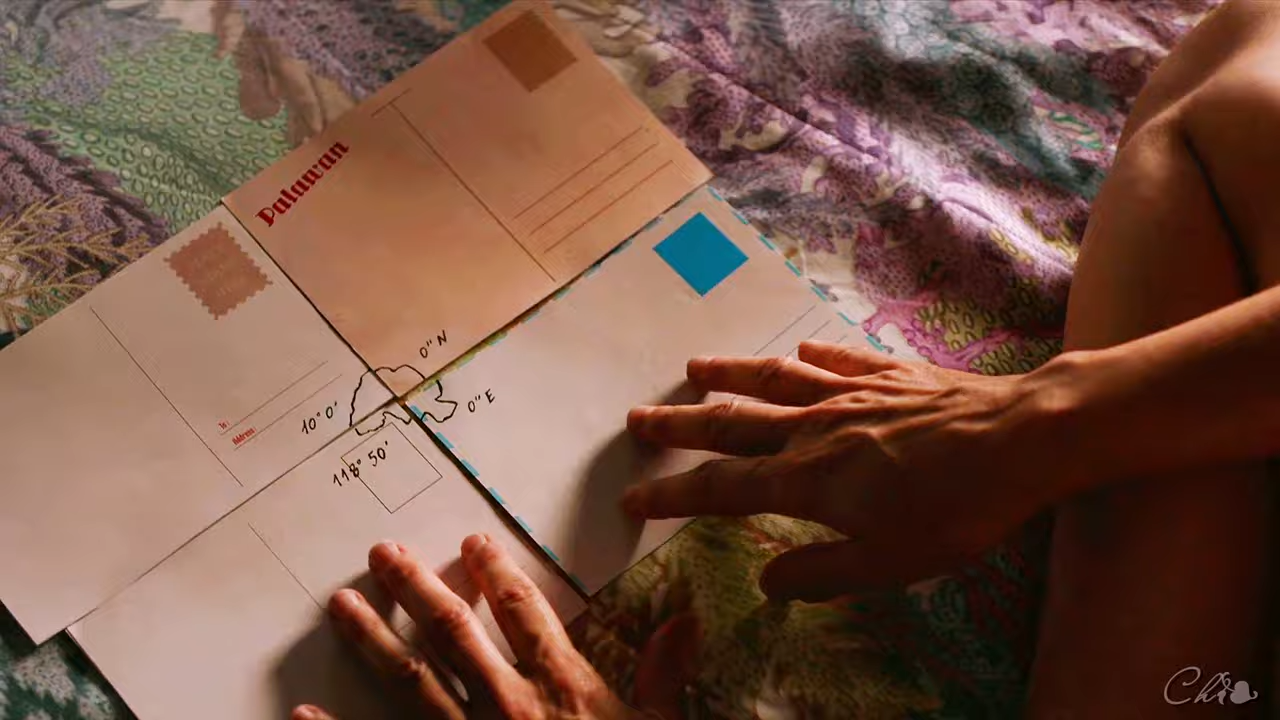 Palawan
0" N
10° 0'
0" E
118° 50'
To :
Address :
Chi